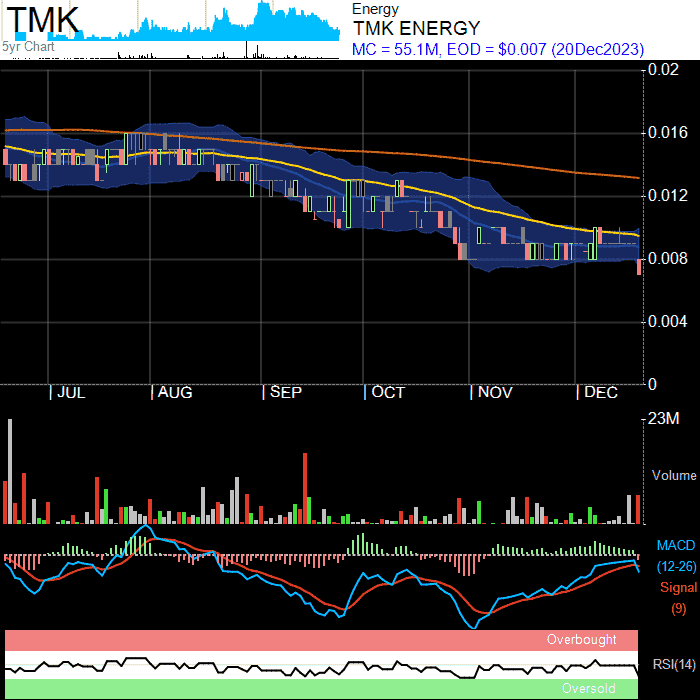 TMK
5yr Chart
Energy
TMK ENERGY
MC = 55.1M, EOD = $0.007 (20Dec2023)
0.02
0.016
0.012
0.008
0.004
0
| JUL | AUG | SEP | OCT | NOV | DEC
23M
Volume
MACD
(12-26)
Signal
(9)
Overbought
RSI(14)
Oversold